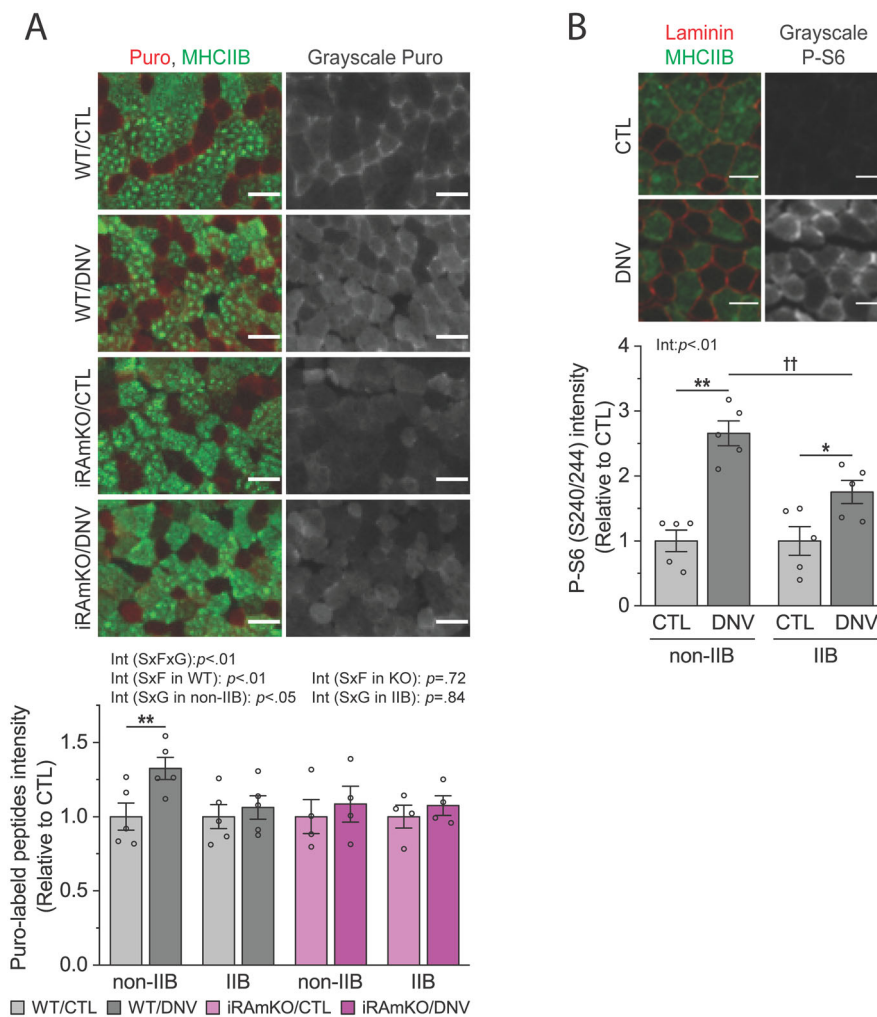 A
Puro, MHCIIB
Grayscale Puro
WT/CTL
WT/DNV
iRAmKO/CTL
iRAmKO/DNV
Int (SxFxG):p<.01
Int (SxF in WT): p<.01
Int (SxF in KO): p=.72
Int (SxG in non-IIB): p<.05
Int (SxG in IIB): p=.84
Puro-labeld peptides intensity
(Relative to CTL)
1.5
1.0
0.5
0.0
**
non-IIB
IIB
non-IIB
IIB
WT/CTL
WT/DNV
iRAmKO/CTL
iRAmKO/DNV
B
Laminin
MHCIIB
Grayscale
P-S6
CTL
DNV
Int:p<.01
P-S6 (S240/244) intensity
(Relative to CTL)
4
3
2
1
0
**
††
*
CTL
DNV
CTL
DNV
non-IIB
IIB